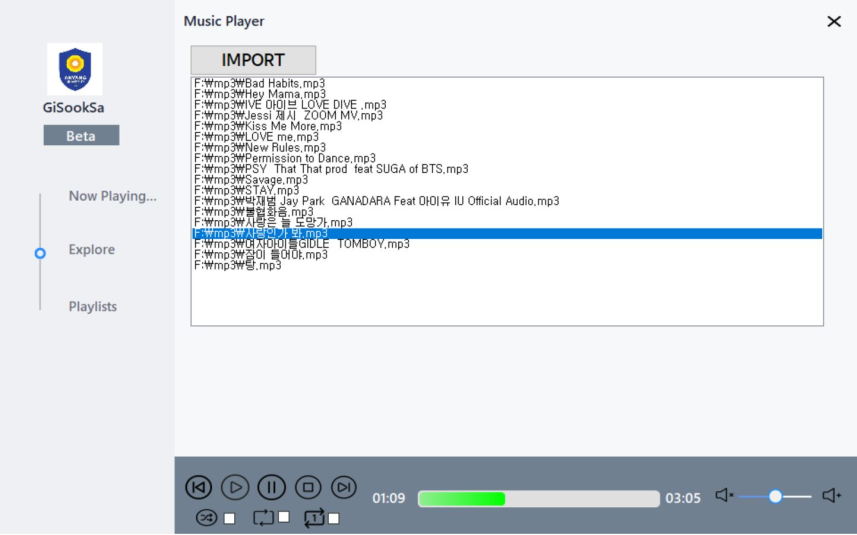 Music Player
IMPORT
GiSookSa
Beta
Now Playing...
Explore
Playlists
F:₩mp3₩Bad Habits.mp3
F:₩mp3₩Hey Mama.mp3
F:₩mp3₩IVE 아이브 LOVE DIVE .mp3
F:₩mp3₩Jessi 제시  ZOOM MV.mp3
F:₩mp3₩Kiss Me More.mp3
F:₩mp3₩LOVE me.mp3
F:₩mp3₩New Rules.mp3
F:₩mp3₩Permission to Dance.mp3
F:₩mp3₩PSY  That That prod  feat SUGA of BTS.mp3
F:₩mp3₩Savage.mp3
F:₩mp3₩STAY.mp3
F:₩mp3₩박재범 Jay Park  GANADARA Feat 아이유 IU Official Audio.mp3
F:₩mp3₩불협화음.mp3
F:₩mp3₩사랑은 늘 도망가.mp3
F:₩mp3₩사랑인가 봐.mp3
F:₩mp3₩여자아이들GIDLE  TOMBOY.mp3
F:₩mp3₩잠이 들어야.mp3
F:₩mp3₩탕.mp3
01:09
03:05
1